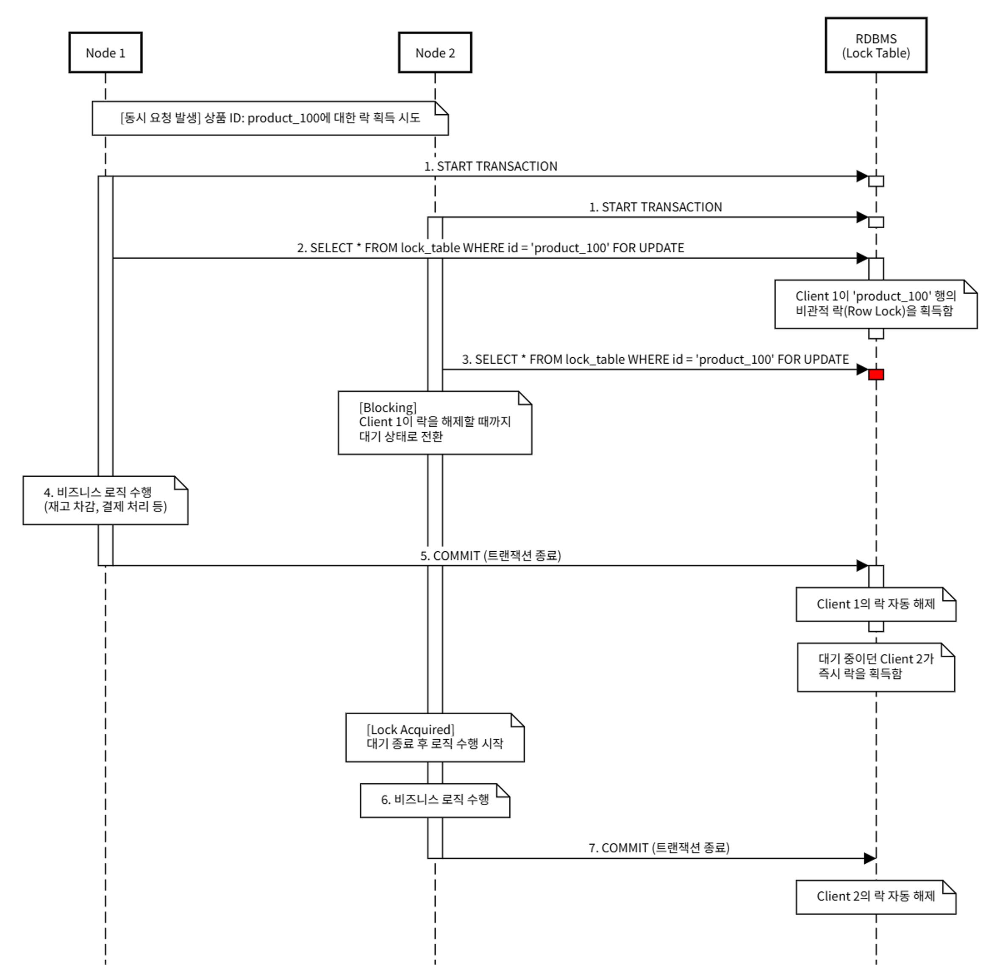 Node 1
Node 2
RDBMS
(Lock Table)
[동시 요청 발생] 상품 ID: product_100에 대한 락 획득 시도
1. START TRANSACTION
1. START TRANSACTION
2. SELECT * FROM lock_table WHERE id = 'product_100' FOR UPDATE
Client 1이 'product_100' 행의
비관적 락(Row Lock)을 획득함
3. SELECT * FROM lock_table WHERE id = 'product_100' FOR UPDATE
[Blocking]
Client 1이 락을 해제할 때까지
대기 상태로 전환
4. 비즈니스 로직 수행
(재고 차감, 결제 처리 등)
5. COMMIT (트랜잭션 종료)
Client 1의 락 자동 해제
대기 중이던 Client 2가
즉시 락을 획득함
[Lock Acquired]
대기 종료 후 로직 수행 시작
6. 비즈니스 로직 수행
7. COMMIT (트랜잭션 종료)
Client 2의 락 자동 해제